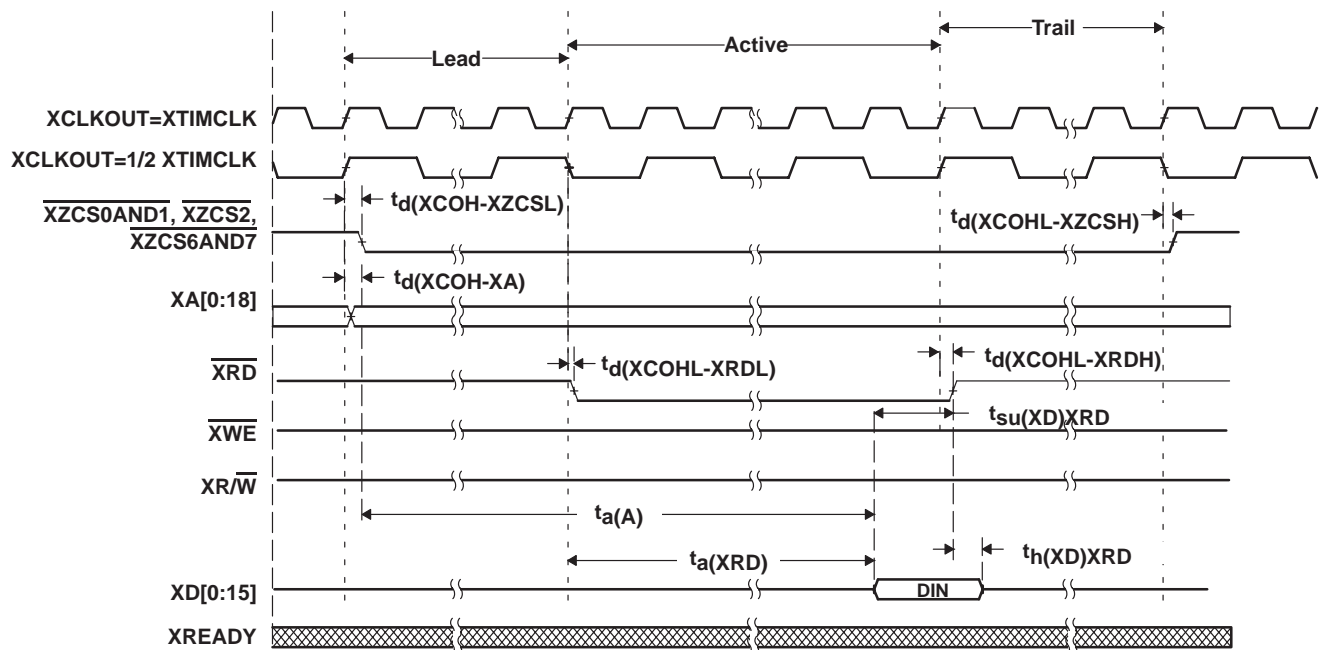 Trail
Active
Lead
XCLKOUT=XTIMCLK
XCLKOUT=1/2 XTIMCLK
td(XCOH-XZCSL)
XZCS0AND1, XZCS2,
XZCS6AND7
td(XCOHL-XZCSH)
td(XCOH-XA)
XA[0:18]
XRD
td(XCOHL-XRDL)
td(XCOHL-XRDH)
tsu(XD)XRD
XWE
XR/W
ta(A)
ta(XRD)
th(XD)XRD
XD[0:15]
DIN
XREADY